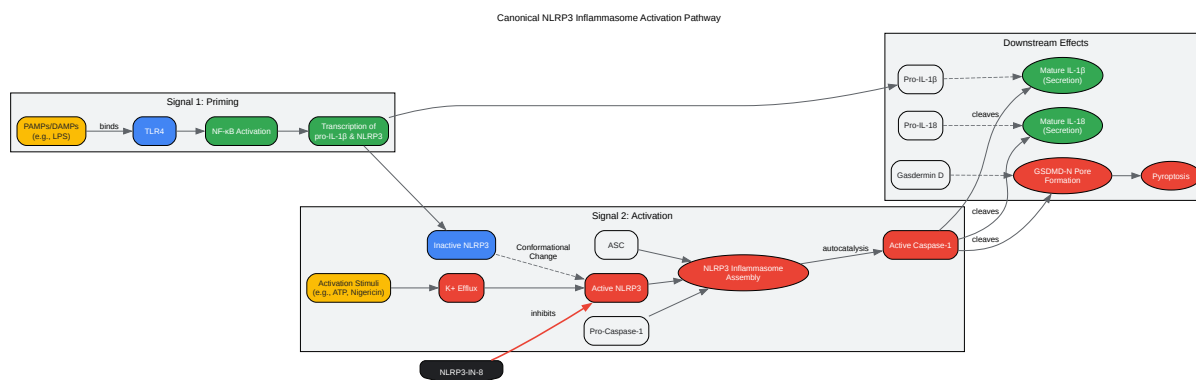 Canonical NLRP3 Inflammasome Activation Pathway
Signal 1: Priming
PAMPs/DAMPs
(e.g., LPS)
binds
TLR4
NF-κB Activation
Transcription of
pro-IL-1β & NLRP3
Downstream Effects
Pro-IL-1β
Mature IL-1β
(Secretion)
cleaves
Pro-IL-18
Mature IL-18
(Secretion)
Gasdermin D
GSDMD-N Pore
Formation
Pyroptosis
cleaves
cleaves
Signal 2: Activation
Inactive NLRP3
Conformational
Change
ASC
autocatalysis
Active Caspase-1
NLRP3 Inflammasome
Assembly
Activation Stimuli
(e.g., ATP, Nigericin)
K+ Efflux
Active NLRP3
inhibits
Pro-Caspase-1
NLRP3-IN-8